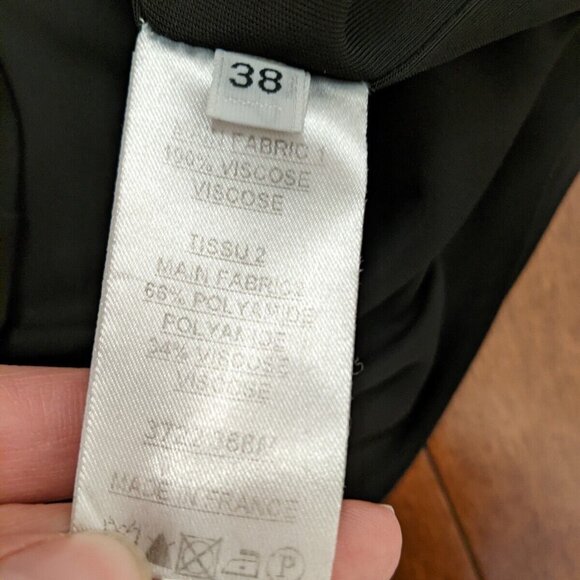 38
MAIN FABRIC 1
100% VISCOSE
VISCOSE
TISSU 2
MAIN FABRIC
66% POLYAMIDE
POLYAMIDE
34% VISCOSE
VISCOSE
MADE IN FRANCE
P